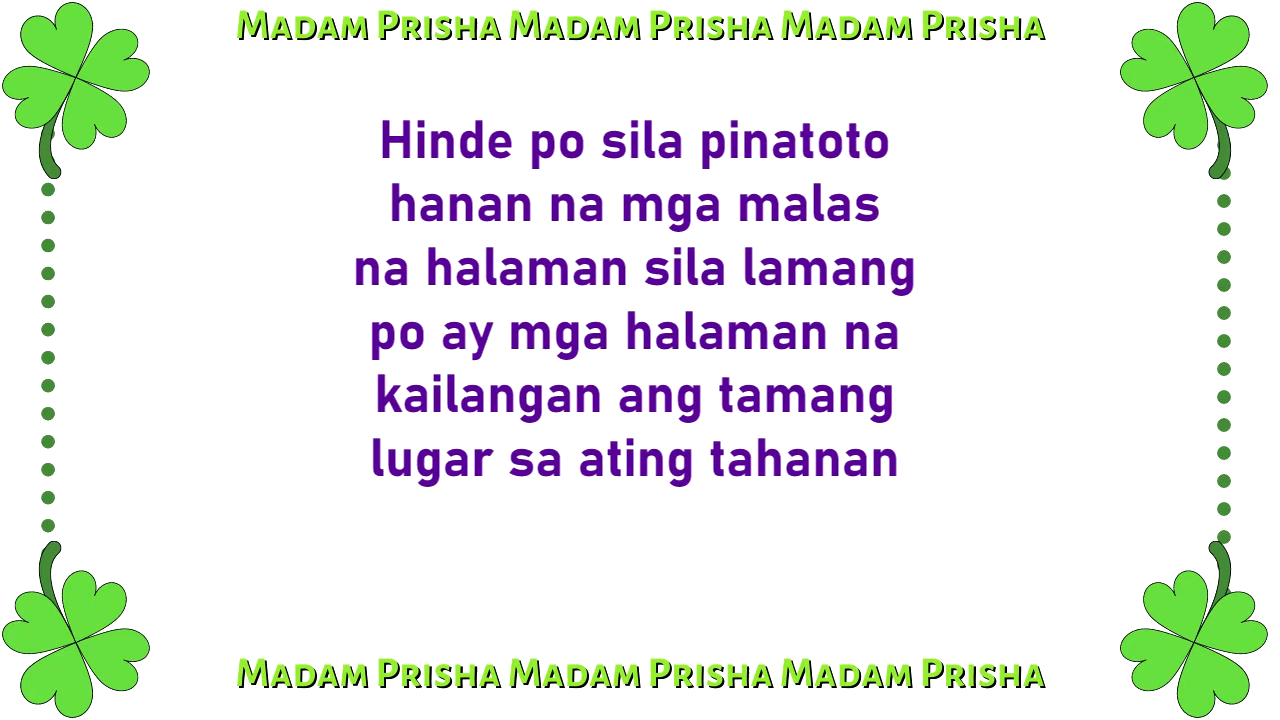 Madam Prisha Madam Prisha Madam Prisha
Hinde po sila pinatoto
hanan na mga malas
na halaman sila lamang
po ay mga halaman na
kailangan ang tamang
lugar sa ating tahanan
Madam Prisha Madam Prisha Madam Prisha